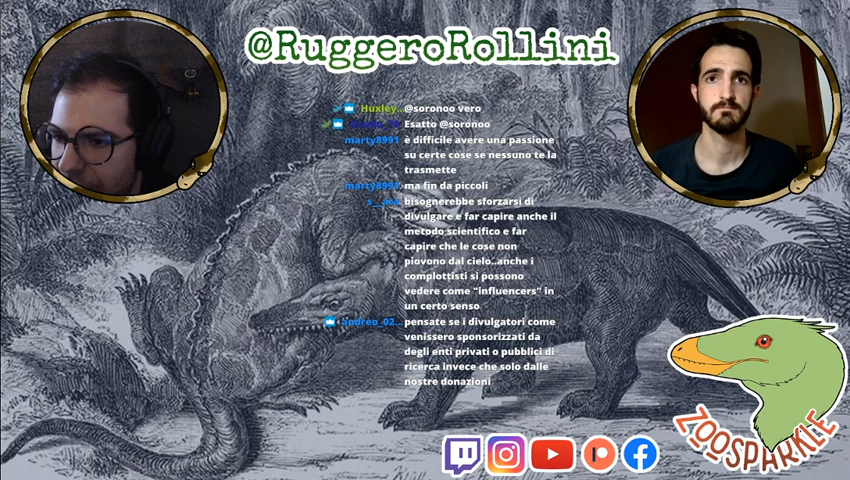 @RuggeroRollini
Huxley... @soronoo vero
Esatto @soronoo
marty8991 è difficile avere una passione
su certe cose se nessuno te la
trasmette
marty8991 ma fin da piccoli
bisognerebbe sforzarsi di
divulgare e far capire anche il
metodo scientifico e far
capire che le cose non
piovono dal cielo..anche i
complottisti si possono
vedere come "influencers" in
un certo senso
andreo_02... pensate se i divulgatori come
venissero sponsorizzati da
degli enti privati o pubblici di
ricerca invece che solo dalle
nostre donazioni
ZOOSPARKLE